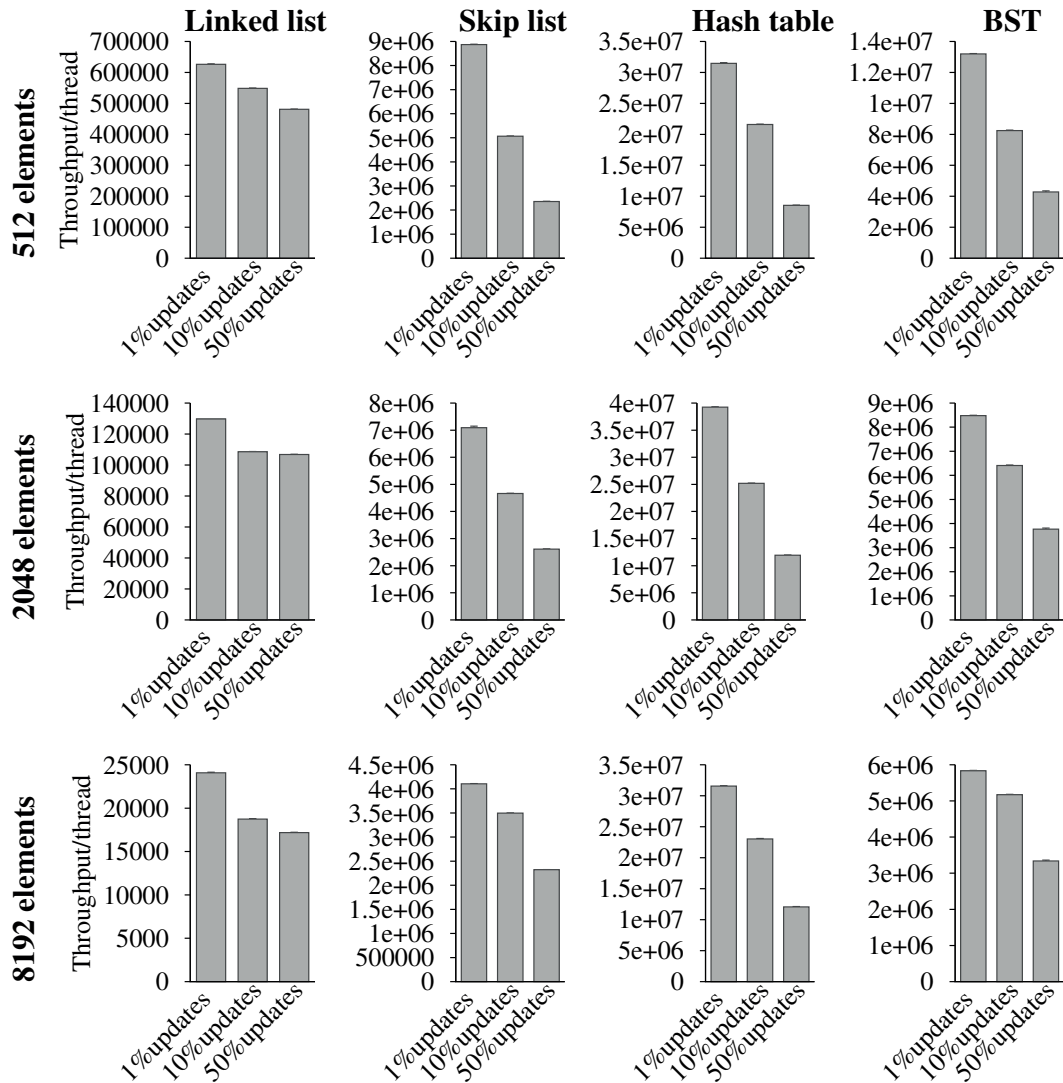 Linked list
Skip list
Hash table
BST
512 elements
Throughput/thread
700000
600000
500000
400000
300000
200000
100000
0
1%updates
10%updates
50%updates
9e+06
8e+06
7e+06
6e+06
5e+06
4e+06
3e+06
2e+06
1e+06
0
1%updates
10%updates
50%updates
3.5e+07
3e+07
2.5e+07
2e+07
1.5e+07
1e+07
5e+06
0
1%updates
10%updates
50%updates
1.4e+07
1.2e+07
1e+07
8e+06
6e+06
4e+06
2e+06
0
1%updates
10%updates
50%updates
2048 elements
Throughput/thread
140000
120000
100000
80000
60000
40000
20000
0
1%updates
10%updates
50%updates
8e+06
7e+06
6e+06
5e+06
4e+06
3e+06
2e+06
1e+06
0
1%updates
10%updates
50%updates
4e+07
3.5e+07
3e+07
2.5e+07
2e+07
1.5e+07
1e+07
5e+06
0
1%updates
10%updates
50%updates
9e+06
8e+06
7e+06
6e+06
5e+06
4e+06
3e+06
2e+06
1e+06
0
1%updates
10%updates
50%updates
8192 elements
Throughput/thread
25000
20000
15000
10000
5000
0
1%updates
10%updates
50%updates
4.5e+06
4e+06
3.5e+06
3e+06
2.5e+06
2e+06
1.5e+06
1e+06
500000
0
1%updates
10%updates
50%updates
3.5e+07
3e+07
2.5e+07
2e+07
1.5e+07
1e+07
5e+06
0
1%updates
10%updates
50%updates
6e+06
5e+06
4e+06
3e+06
2e+06
1e+06
0
1%updates
10%updates
50%updates